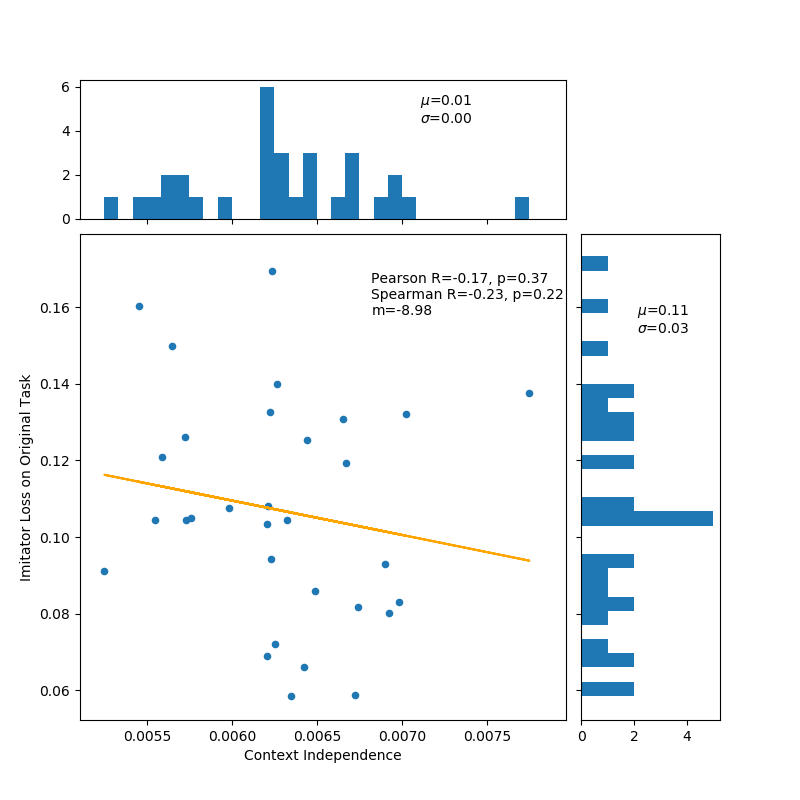 6
4
2
0
μ=0.01
σ=0.00
Pearson R=-0.17, p=0.37
Spearman R=-0.23, p=0.22
m=-8.98
μ=0.11
σ=0.03
Imitator Loss on Original Task
0.16
0.14
0.12
0.10
0.08
0.06
0.0055 0.0060 0.0065 0.0070 0.0075
0 2 4
Context Independence